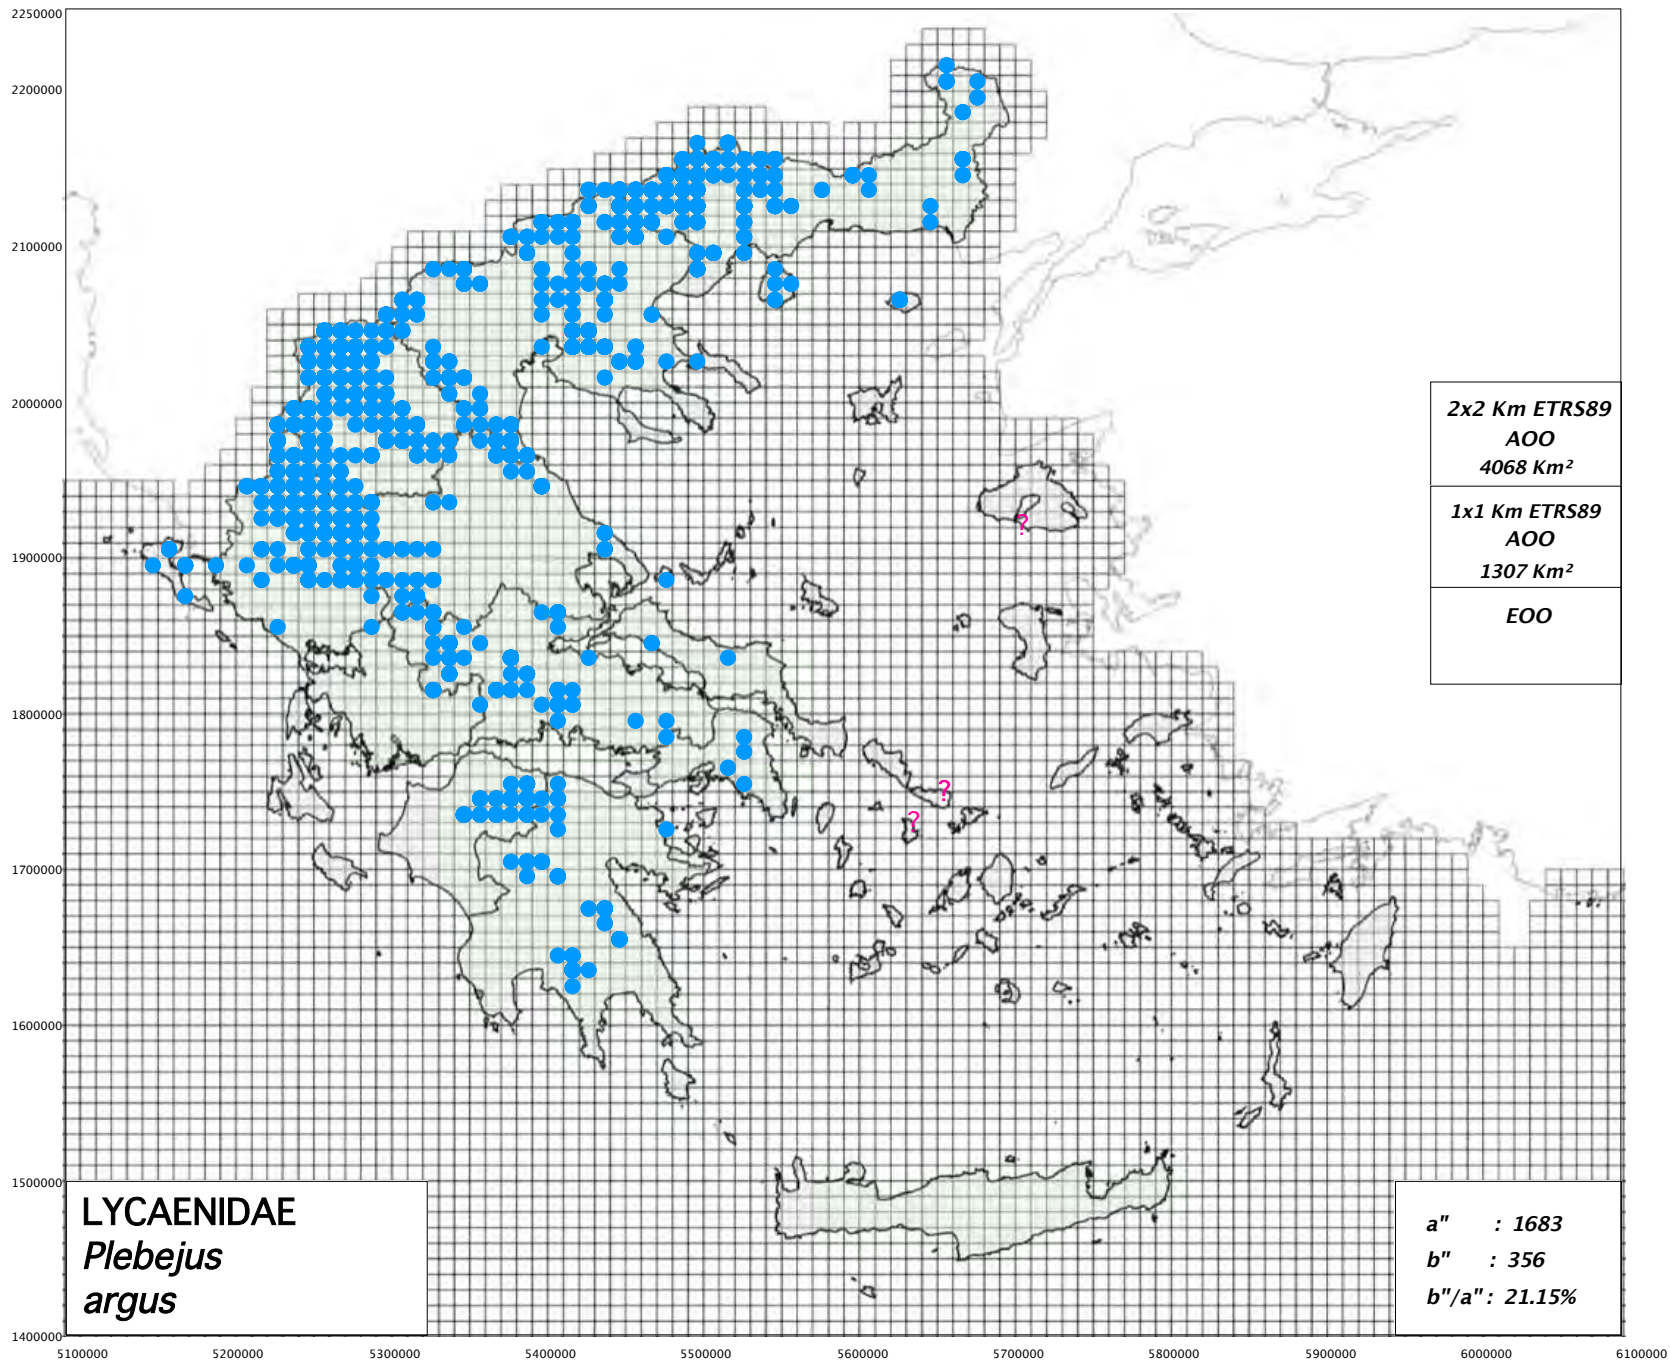 2250000
2200000
2100000
2000000
1900000
1800000
1700000
1600000
1500000
1400000
2x2 Km ETRS89
AOO
4068 Km²
1x1 Km ETRS89
AOO
1307 Km²
EOO
?
?
?
LYCAENIDAE
Plebejus
argus
a" : 1683
b" : 356
b"/a" : 21.15%
5100000 5200000 5300000 5400000 5500000 5600000 5700000 5800000 5900000 6000000 6100000